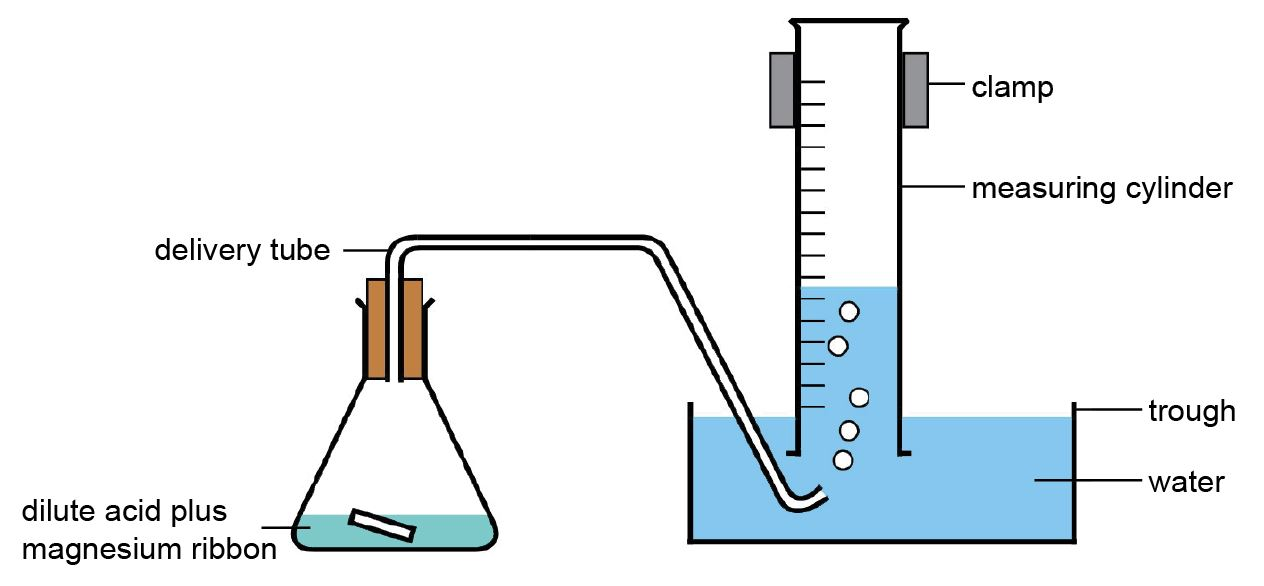 clamp
measuring cylinder
delivery tube
trough
water
dilute acid plus
magnesium ribbon